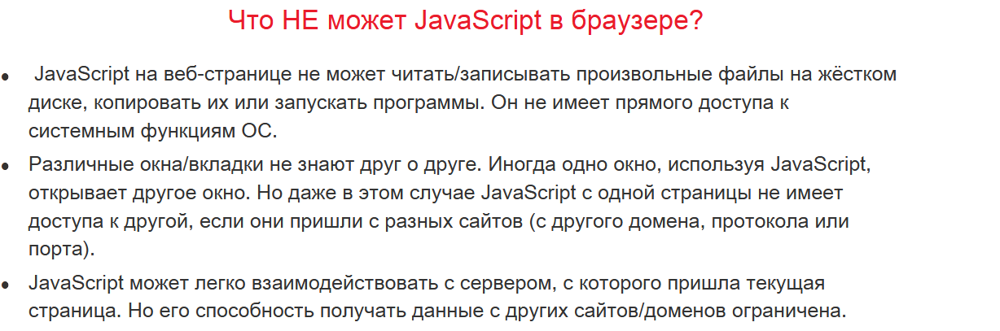 Что НЕ может JavaScript в браузере?
• JavaScript на веб-странице не может читать/записывать произвольные файлы на жёстком
диске, копировать их или запускать программы. Он не имеет прямого доступа к
системным функциям ОС.
• Различные окна/вкладки не знают друг о друге. Иногда одно окно, используя JavaScript,
открывает другое окно. Но даже в этом случае JavaScript с одной страницы не имеет
доступа к другой, если они пришли с разных сайтов (с другого домена, протокола или
порта).
• JavaScript может легко взаимодействовать с сервером, с которого пришла текущая
страница. Но его способность получать данные с других сайтов/доменов ограничена.